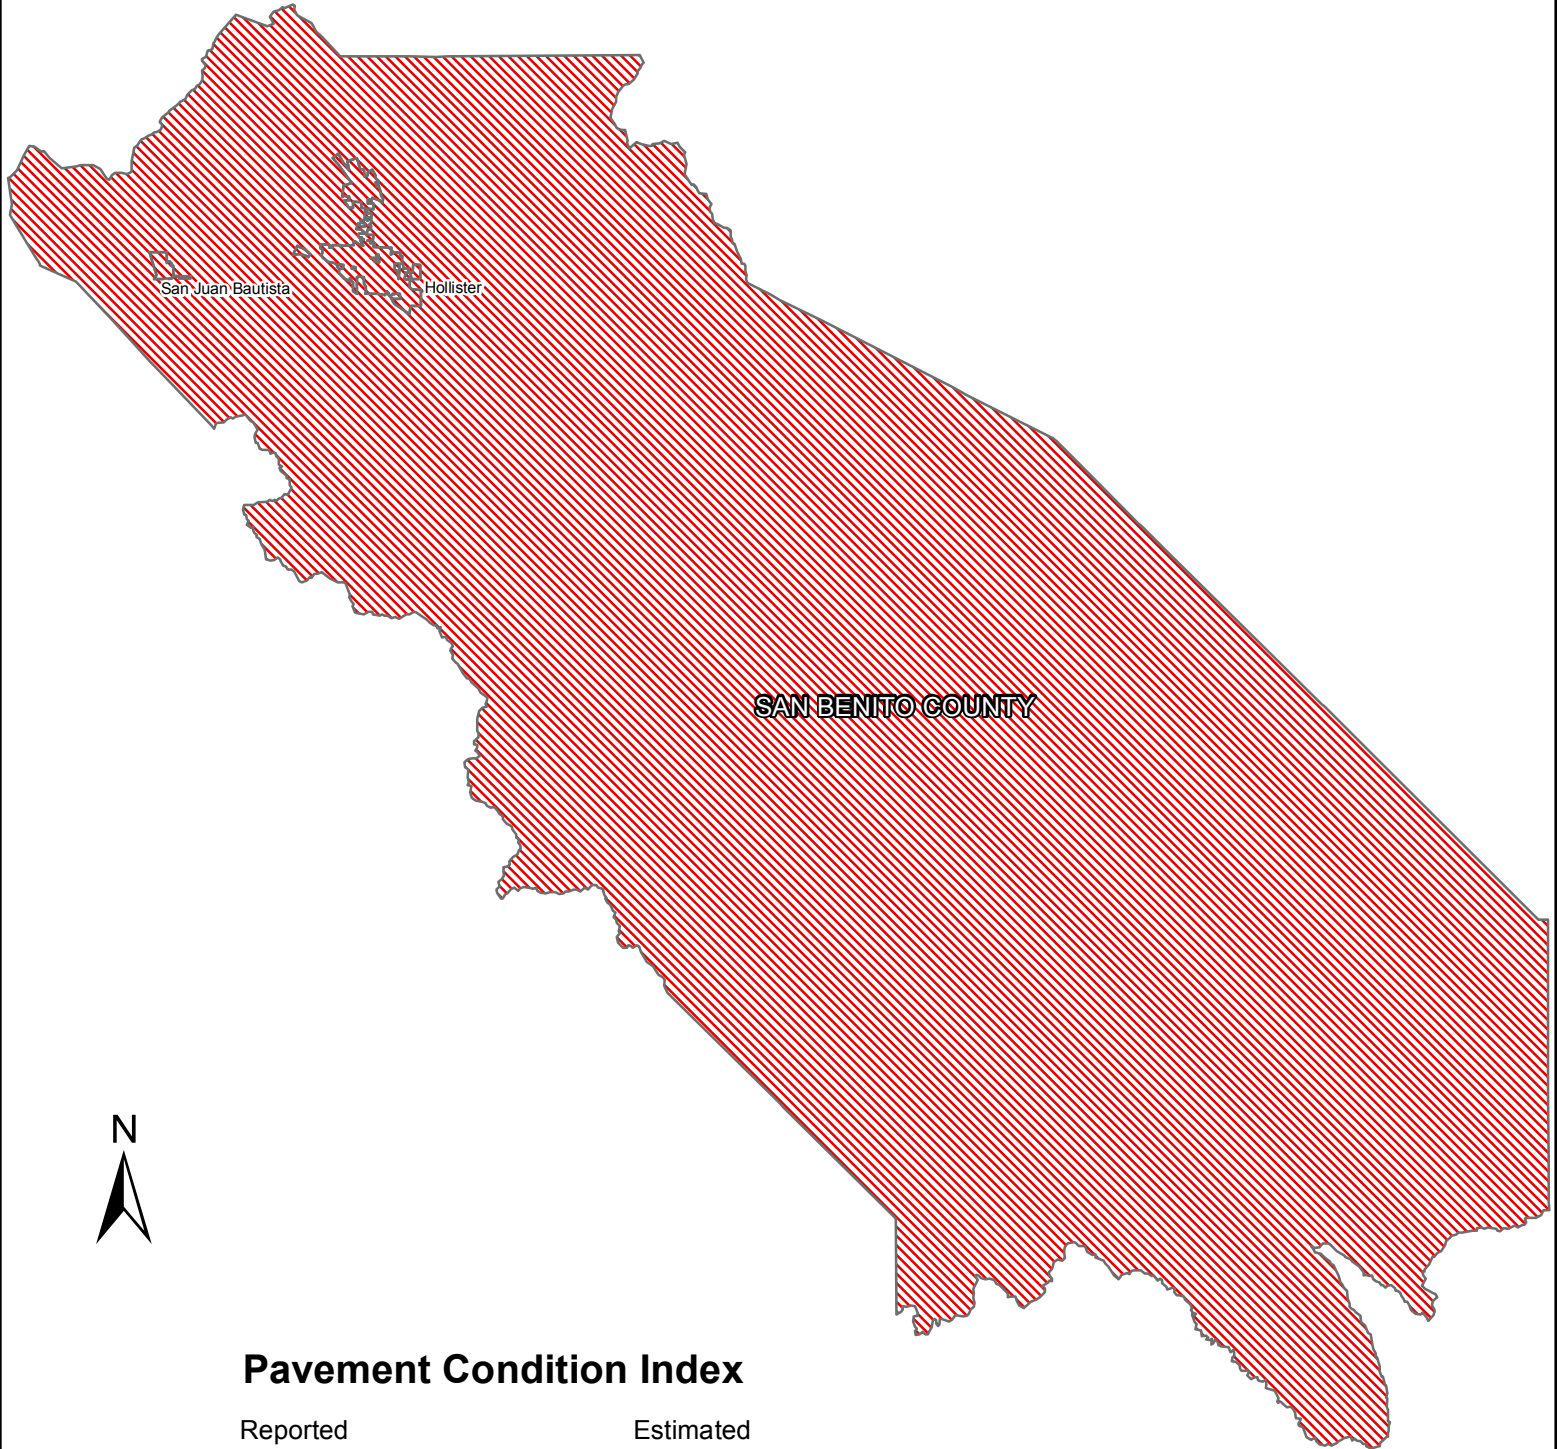 San Juan Bautista
Hollister
SAN BENITO COUNTY
N
Pavement Condition Index
Reported
Estimated